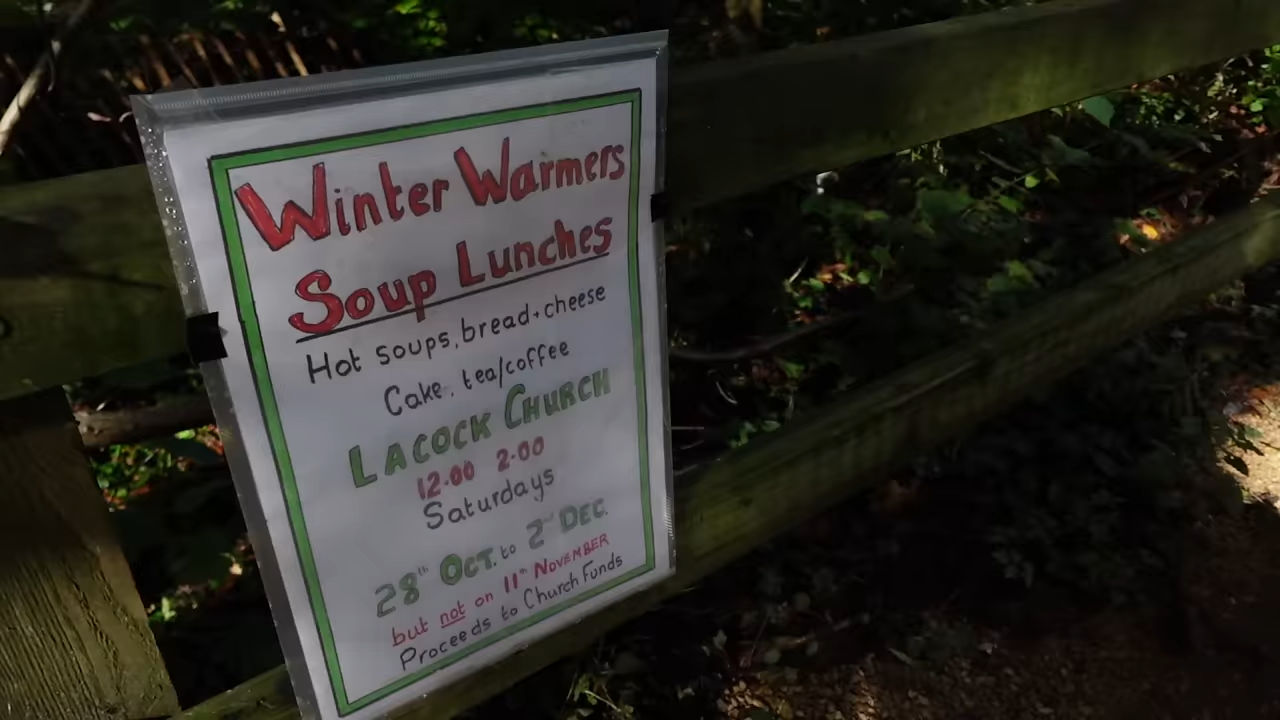 Winter Warmers
Soup Lunches
Hot soups, bread + cheese
Cake, tea/coffee
LACOCK CHURCH
12.00 2.00
Saturdays
28th OCT. to 2nd DEC.
but not on 11th NOVEMBER
Proceeds to Church Funds